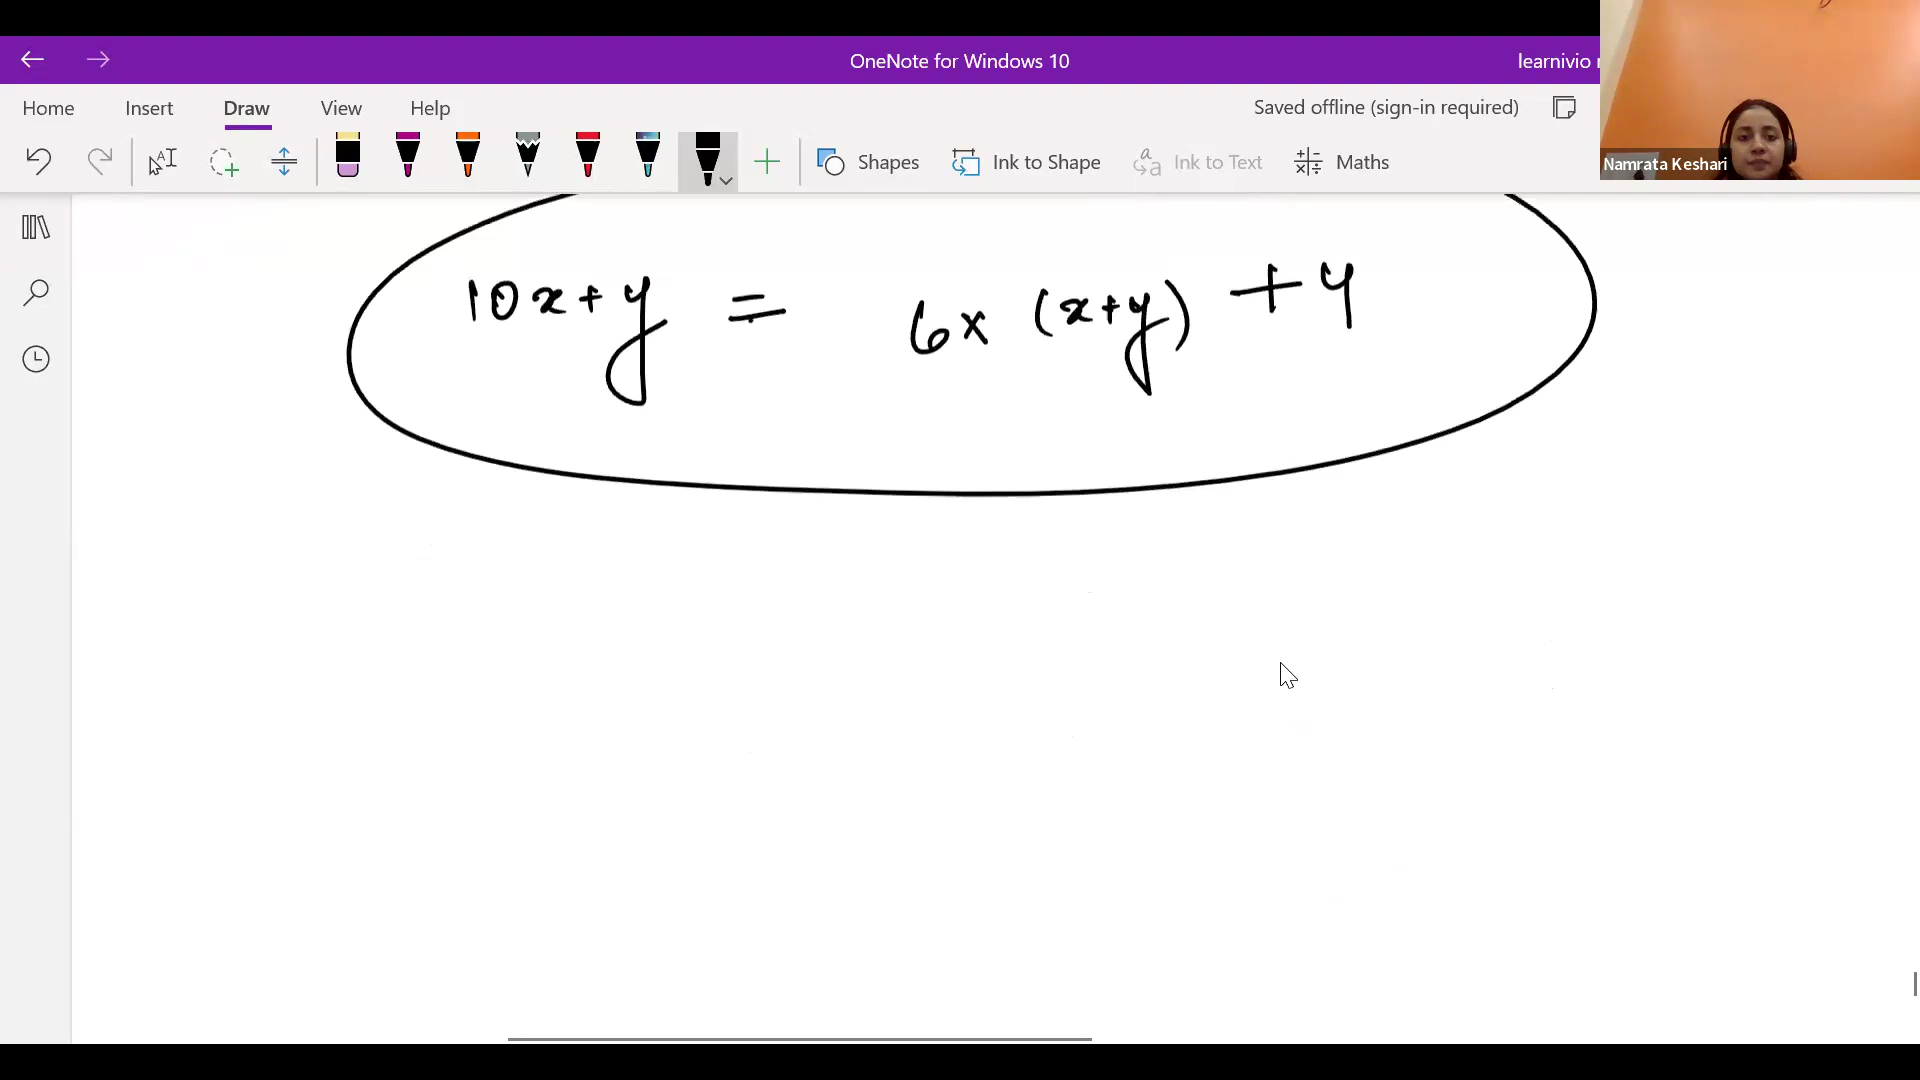 OneNote for Windows 10
learnivio
Home Insert Draw View Help
Saved offline (sign-in required)
Shapes Ink to Shape Ink to Text Maths
Namrata Keshari
10x+y = 6x (x+y) +4